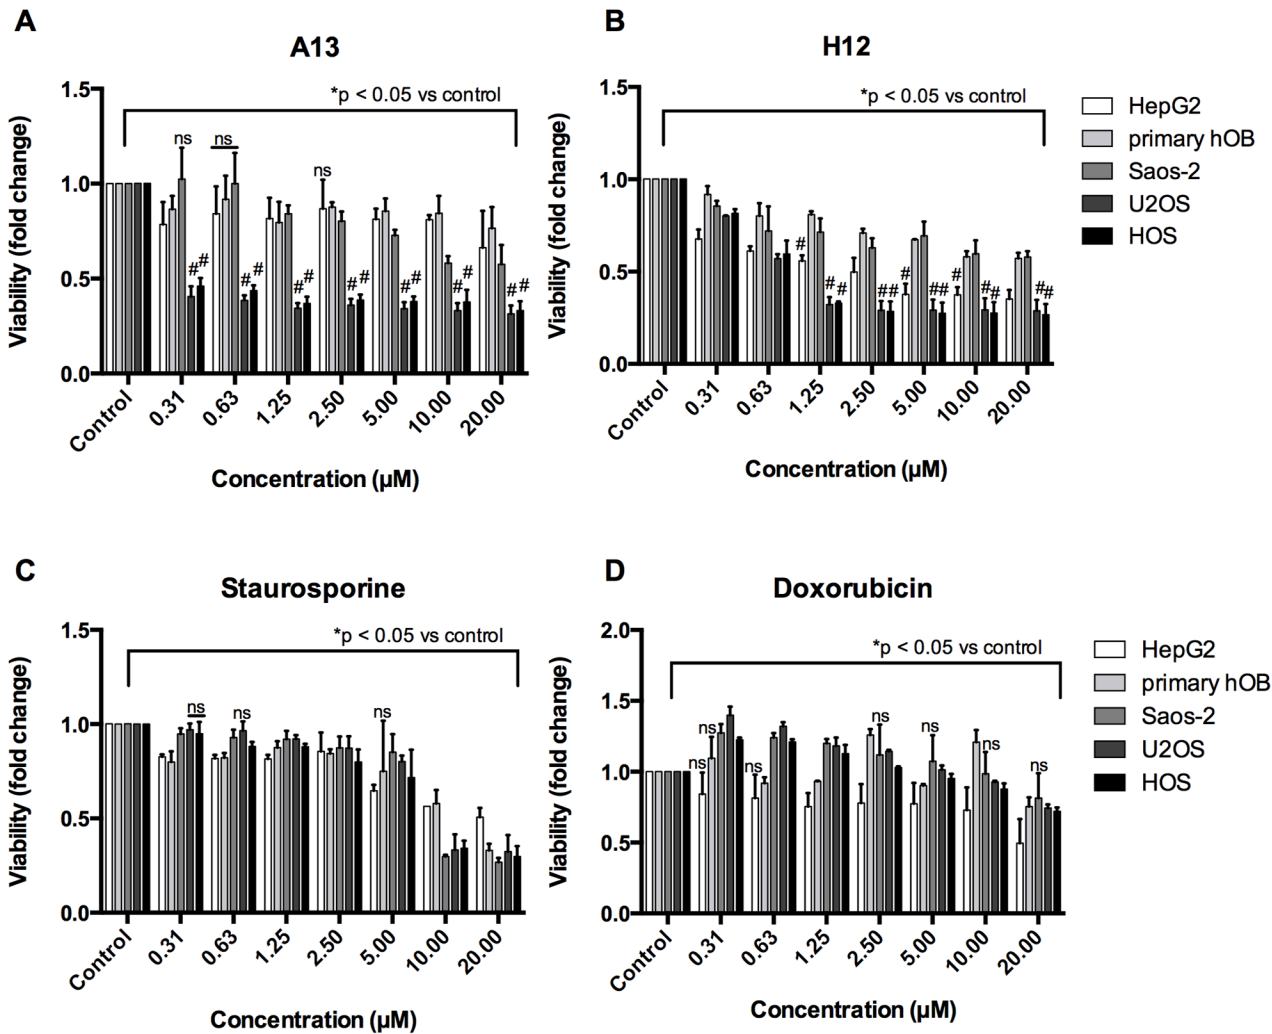 A
A13
1.5
1.0
0.5
0.0
Viability (fold change)
*p < 0.05 vs control
ns
ns
ns
# #
# #
# #
# #
# #
# #
# #
Control
0.31
0.63
1.25
2.50
5.00
10.00
20.00
Concentration (µM)
B
H12
1.5
1.0
0.5
0.0
Viability (fold change)
*p < 0.05 vs control
#
# #
##
#
##
#
##
##
Control
0.31
0.63
1.25
2.50
5.00
10.00
20.00
Concentration (µM)
HepG2
primary hOB
Saos-2
U2OS
HOS
C
Staurosporine
1.5
1.0
0.5
0.0
Viability (fold change)
*p < 0.05 vs control
ns
ns
ns
Control
0.31
0.63
1.25
2.50
5.00
10.00
20.00
Concentration (µM)
D
Doxorubicin
2.0
1.5
1.0
0.5
0.0
Viability (fold change)
*p < 0.05 vs control
ns
ns
ns
ns
ns
ns
ns
Control
0.31
0.63
1.25
2.50
5.00
10.00
20.00
Concentration (µM)
HepG2
primary hOB
Saos-2
U2OS
HOS